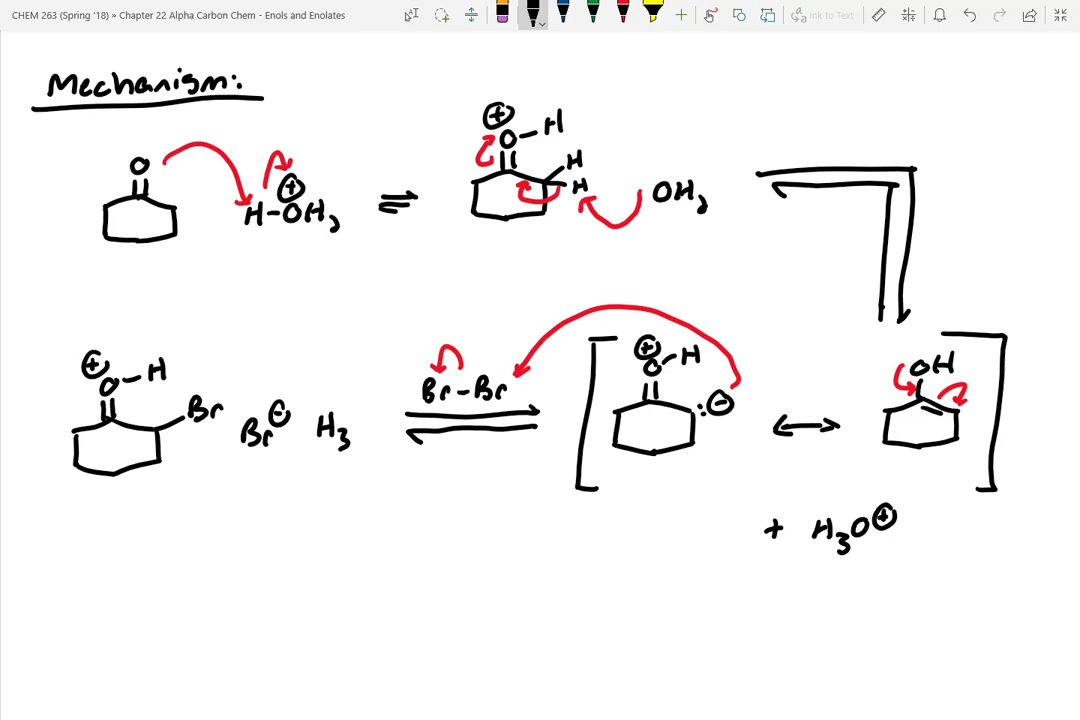 CHEM 263 (Spring '18) » Chapter 22 Alpha Carbon Chem - Enols and Enolates
Ink to Text
Mechanism:
O
H-OH₂ ⊕
⇌
⊕
O-H
H
H
OH₂
⊕
O-H
Br
Br⊖
H₃
Br-Br
⊕
O-H
:⊖
↔
OH
+ H₃O⊕